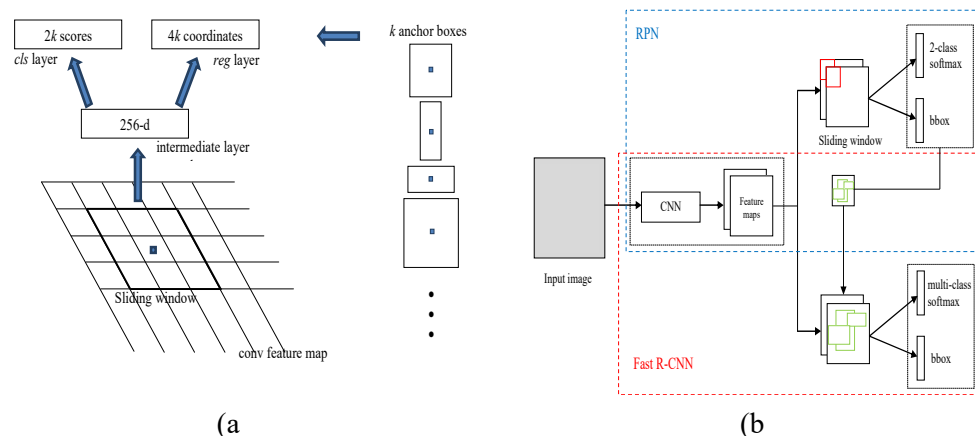 2k scores
4k coordinates
k anchor boxes
cls layer
reg layer
256-d
intermediate layer
Sliding window
conv feature map
(a
RPN
2-class
softmax
bbox
Sliding window
CNN
Feature
maps
Input image
multi-class
softmax
bbox
Fast R-CNN
(b